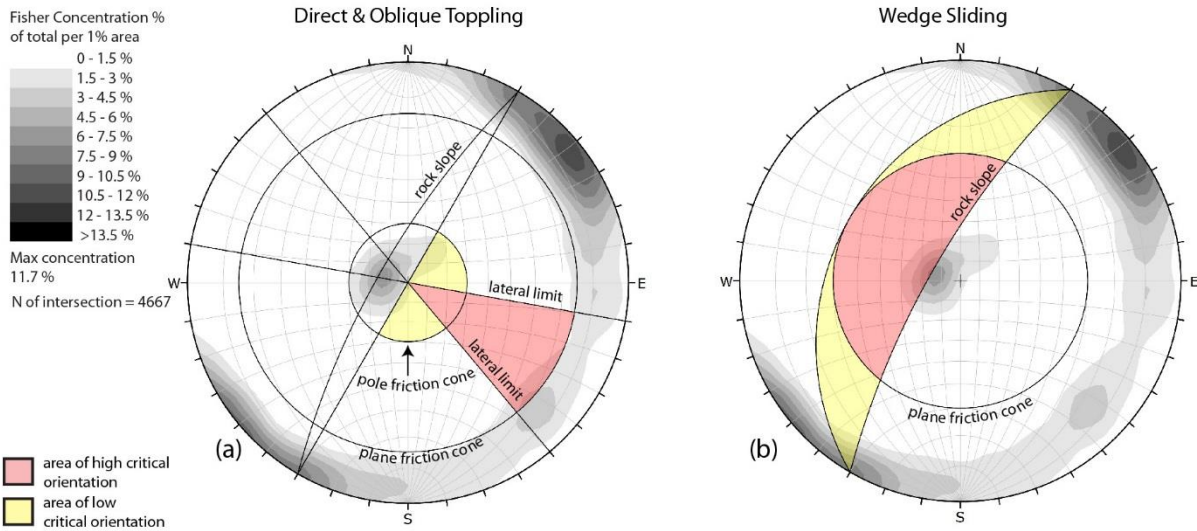 Fisher Concentration %
of total per 1% area
0 - 1.5 %
1.5 - 3 %
3 - 4.5 %
4.5 - 6 %
6 - 7.5 %
7.5 - 9 %
9 - 10.5 %
10.5 - 12 %
12 - 13.5 %
>13.5 %
Max concentration
11.7 %
N of intersection = 4667
area of high critical
orientation
area of low
critical orientation
Direct & Oblique Toppling
N
W
E
S
rock slope
lateral limit
lateral limit
pole friction cone
plane friction cone
(a)
Wedge Sliding
N
W
E
S
rock slope
plane friction cone
(b)